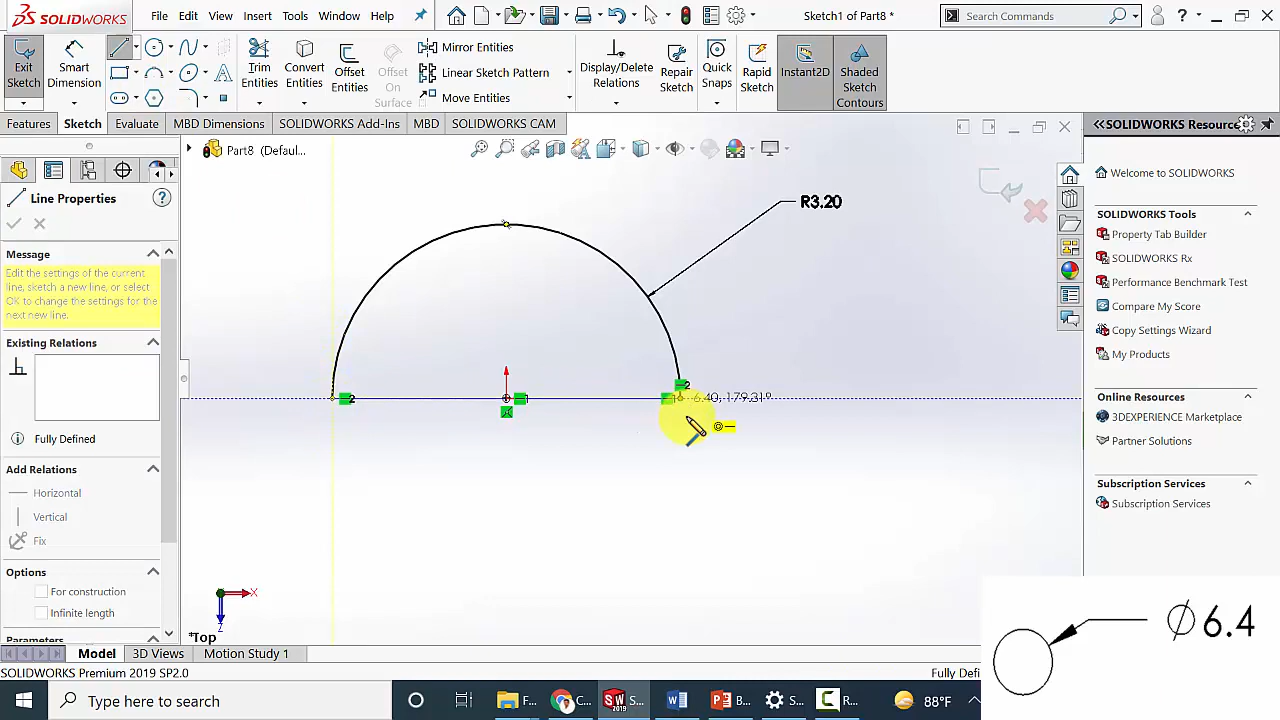 SOLIDWORKS
File Edit View Insert Tools Window Help
Sketch1 of Part8 *
Search Commands
Exit Sketch
Smart Dimension
Trim Entities
Convert Entities
Offset Entities
Offset On Surface
Mirror Entities
Linear Sketch Pattern
Move Entities
Display/Delete Relations
Repair Sketch
Quick Snaps
Rapid Sketch
Instant2D
Shaded Sketch Contours
Features Sketch Evaluate MBD Dimensions SOLIDWORKS Add-Ins MBD SOLIDWORKS CAM
Part8 (Defaul...
Line Properties
Message
Edit the settings of the current
line, sketch a new line, or select
OK to change the settings for the
next new line.
Existing Relations
Fully Defined
Add Relations
Horizontal
Vertical
Fix
Options
For construction
Infinite length
Parameters
R3.20
6.40, 179.31°
*Top
SOLIDWORKS Resourc
Welcome to SOLIDWORKS
SOLIDWORKS Tools
Property Tab Builder
SOLIDWORKS Rx
Performance Benchmark Test
Compare My Score
Copy Settings Wizard
My Products
Online Resources
3DEXPERIENCE Marketplace
Partner Solutions
Subscription Services
Subscription Services
∅6.4
Model 3D Views Motion Study 1
SOLIDWORKS Premium 2019 SP2.0
Fully Defi
Type here to search
F... C... S... B... S... R...
88°F